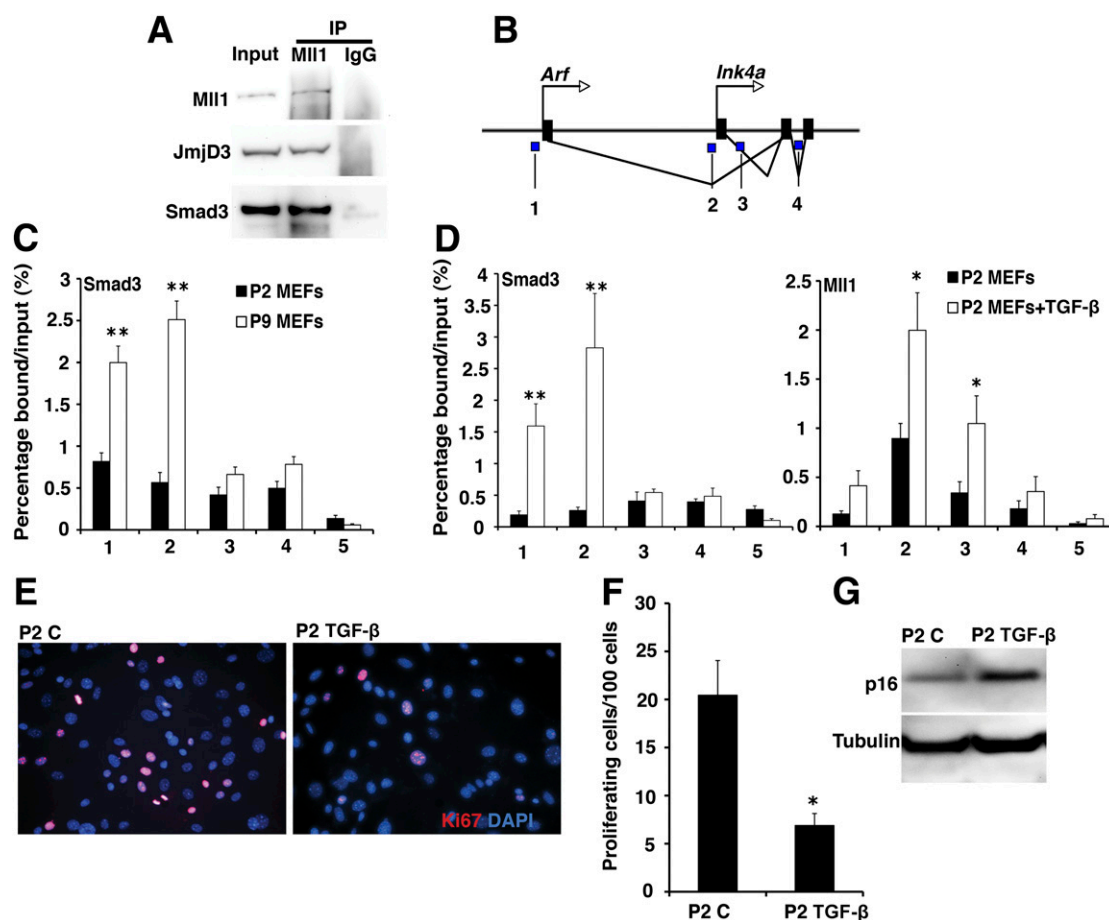 A
IP
Input Mll1 IgG
Mll1
JmjD3
Smad3
B
Arf
Ink4a
1 2 3 4
C
Smad3
P2 MEFs
P9 MEFs
Percentage bound/input (%)
3
2.5
2
1.5
1
0.5
0
**
**
1 2 3 4 5
D
Smad3
Percentage bound/input (%)
4
3.5
3
2.5
2
1.5
1
0.5
0
**
**
1 2 3 4 5
Mll1
P2 MEFs
P2 MEFs+TGF-β
2.5
2
1.5
1
0.5
0
*
*
1 2 3 4 5
E
P2 C
P2 TGF-β
Ki67 DAPI
F
Proliferating cells/100 cells
30
25
20
15
10
5
0
*
P2 C P2 TGF-β
G
P2 C P2 TGF-β
p16
Tubulin